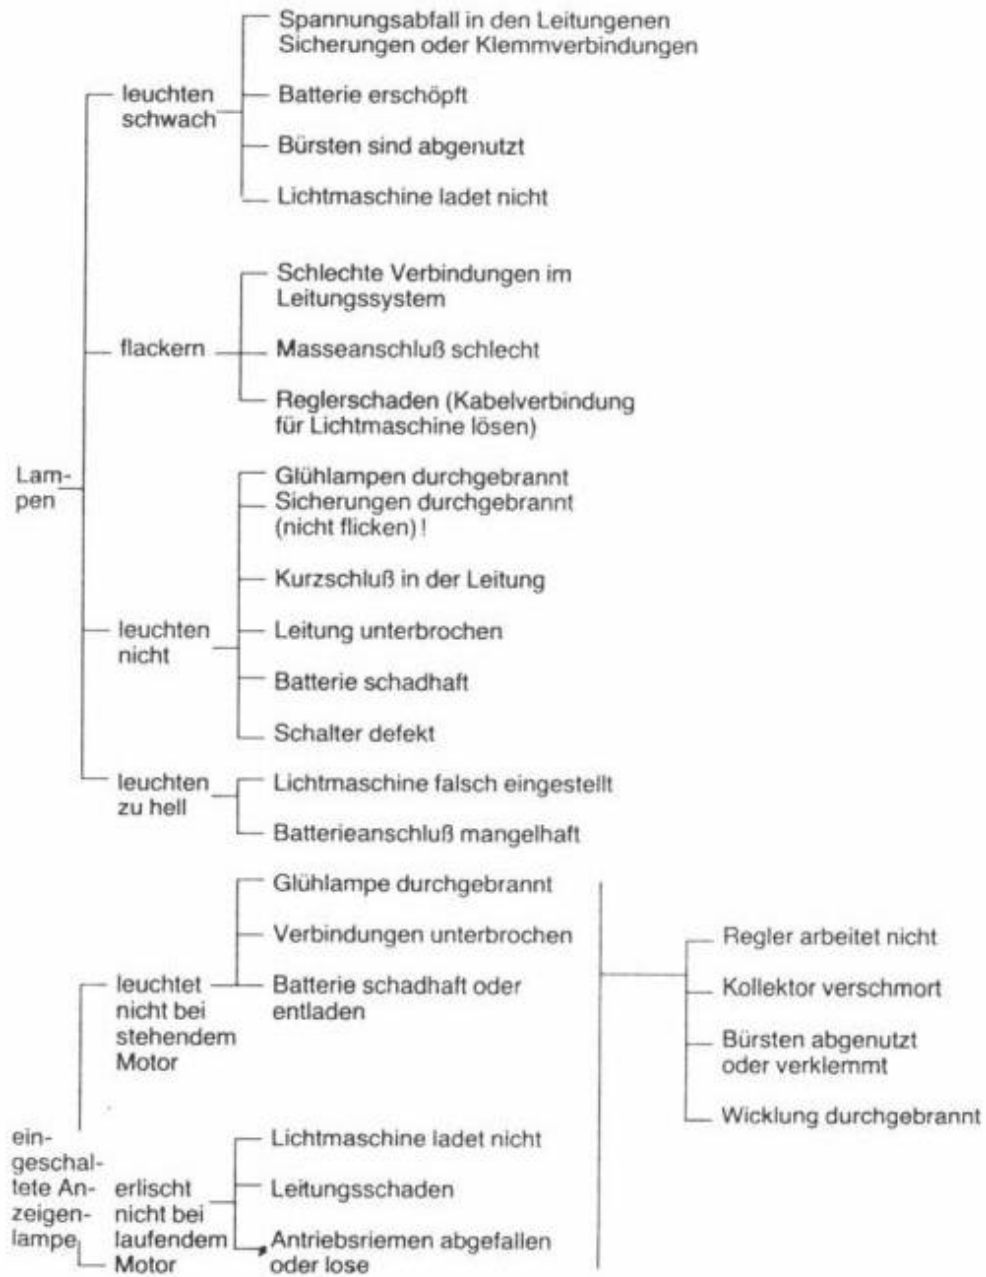 Spannungsabfall in den Leitungenen
Sicherungen oder Klemmverbindungen
leuchten
schwach
Batterie erschöpft
Bürsten sind abgenutzt
Lichtmaschine ladet nicht
Schlechte Verbindungen im
Leitungssystem
flackern
Masseanschluß schlecht
Reglerschaden (Kabelverbindung
für Lichtmaschine lösen)
Lam-
pen
Glühlampen durchgebrannt
Sicherungen durchgebrannt
(nicht flicken)!
Kurzschluß in der Leitung
leuchten
nicht
Leitung unterbrochen
Batterie schadhaft
Schalter defekt
leuchten
zu hell
Lichtmaschine falsch eingestellt
Batterieanschluß mangelhaft
Glühlampe durchgebrannt
Verbindungen unterbrochen
leuchtet
nicht bei
stehendem
Motor
Batterie schadhaft oder
entladen
Regler arbeitet nicht
Kollektor verschmort
Bürsten abgenutzt
oder verklemmt
Wicklung durchgebrannt
ein-
geschal-
tete An-
zeigen-
lampe
erlischt
nicht bei
laufendem
Motor
Lichtmaschine ladet nicht
Leitungsschaden
Antriebsriemen abgefallen
oder lose